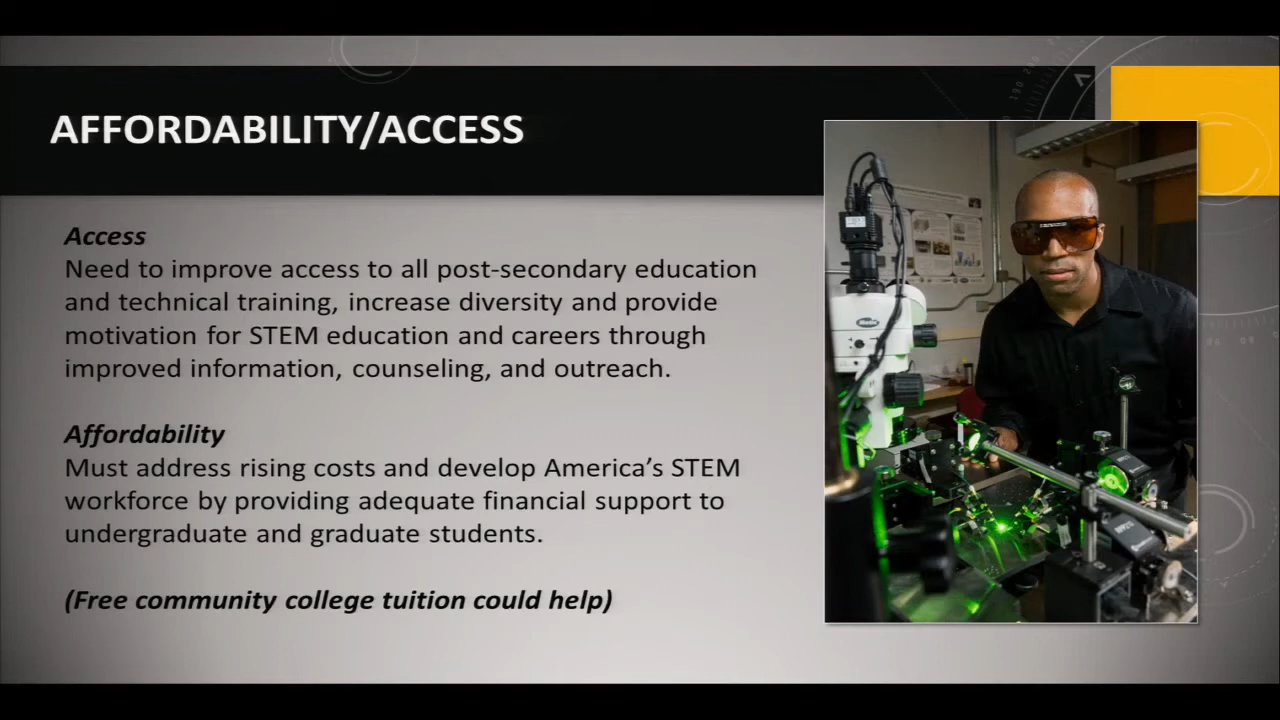 AFFORDABILITY/ACCESS
Access
Need to improve access to all post-secondary education
and technical training, increase diversity and provide
motivation for STEM education and careers through
improved information, counseling, and outreach.
Affordability
Must address rising costs and develop America’s STEM
workforce by providing adequate financial support to
undergraduate and graduate students.
(Free community college tuition could help)